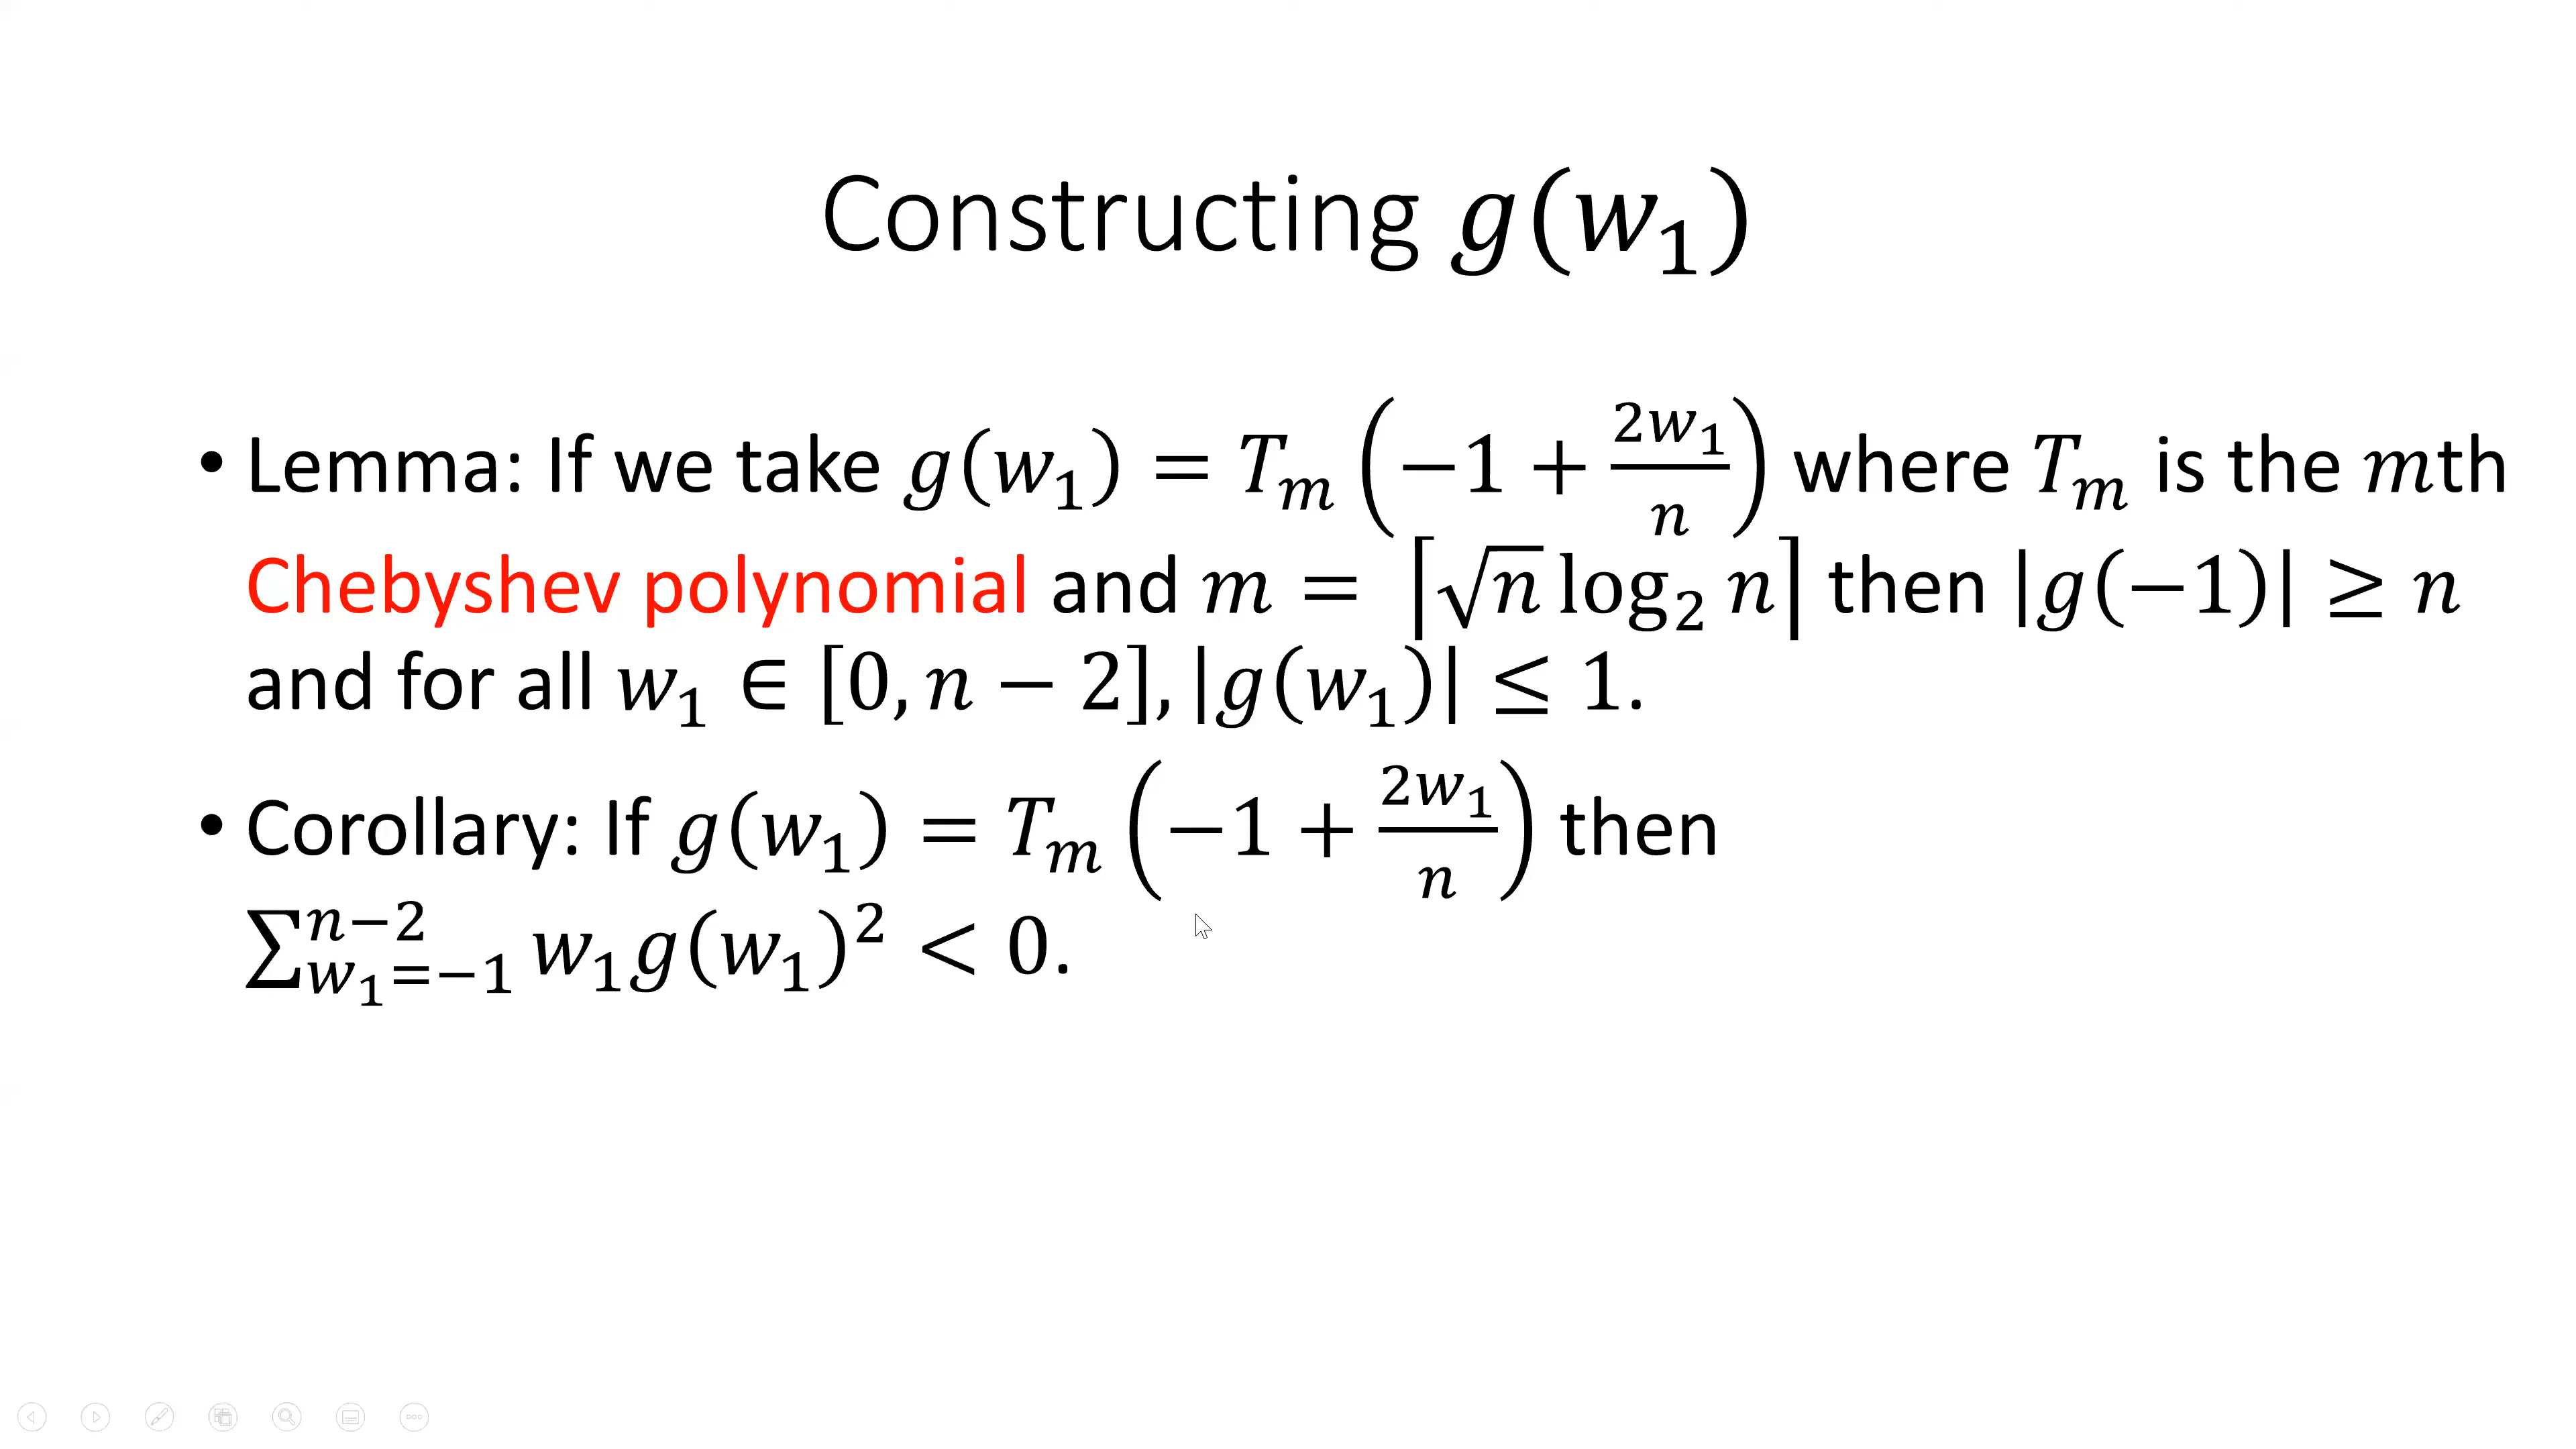 Constructing g(w₁)
• Lemma: If we take g(w₁) = Tₘ(−1 + 2w₁/n) where Tₘ is the mth
Chebyshev polynomial and m = ⌈√n log₂ n⌉ then |g(−1)| ≥ n
and for all w₁ ∈ [0, n − 2], |g(w₁)| ≤ 1.
• Corollary: If g(w₁) = Tₘ(−1 + 2w₁/n) then
∑_{w₁=−1}^{n−2} w₁g(w₁)² < 0.